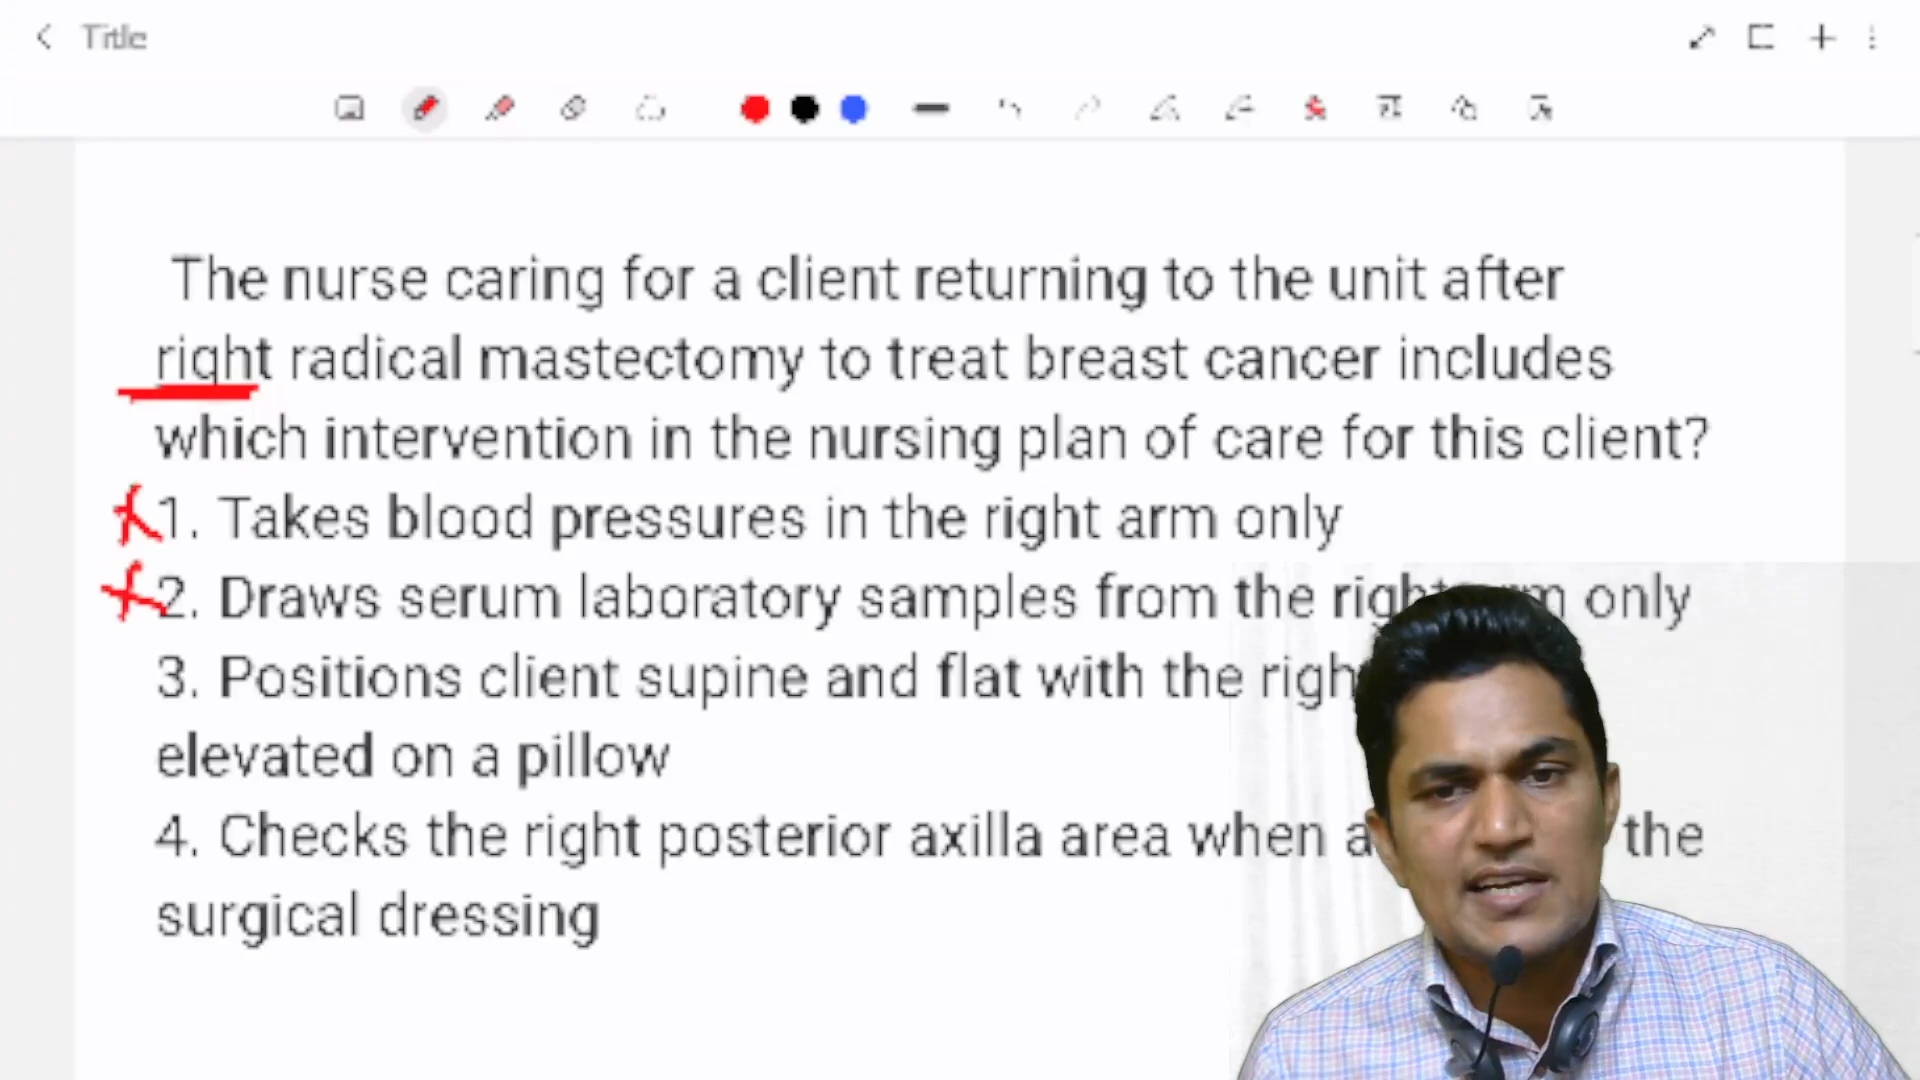 Title
The nurse caring for a client returning to the unit after
right radical mastectomy to treat breast cancer includes
which intervention in the nursing plan of care for this client?
1. Takes blood pressures in the right arm only
2. Draws serum laboratory samples from the right arm only
3. Positions client supine and flat with the
elevated on a pillow
4. Checks the right posterior axilla area when the
surgical dressing